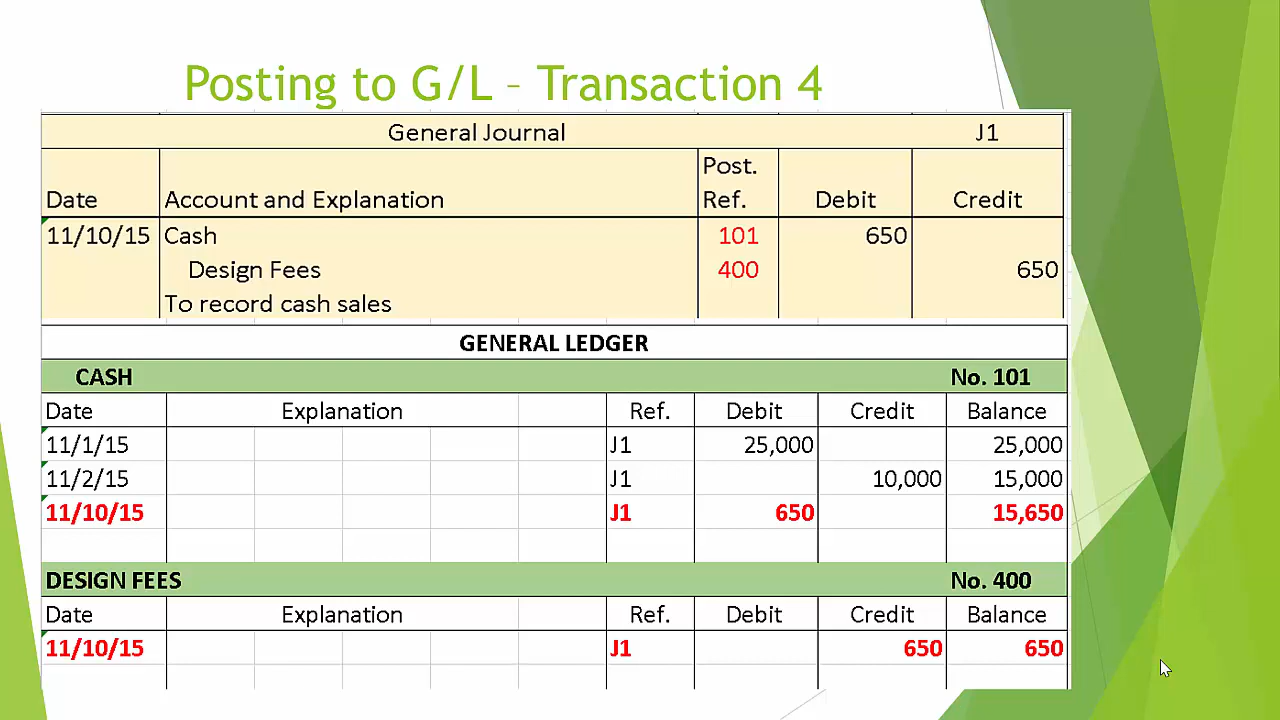 Posting to G/L – Transaction 4
General Journal J1
Post.
Date Account and Explanation Ref. Debit Credit
11/10/15 Cash 101 650
Design Fees 400 650
To record cash sales
GENERAL LEDGER
CASH No. 101
Date Explanation Ref. Debit Credit Balance
11/1/15 J1 25,000 25,000
11/2/15 J1 10,000 15,000
11/10/15 J1 650 15,650
DESIGN FEES No. 400
Date Explanation Ref. Debit Credit Balance
11/10/15 J1 650 650